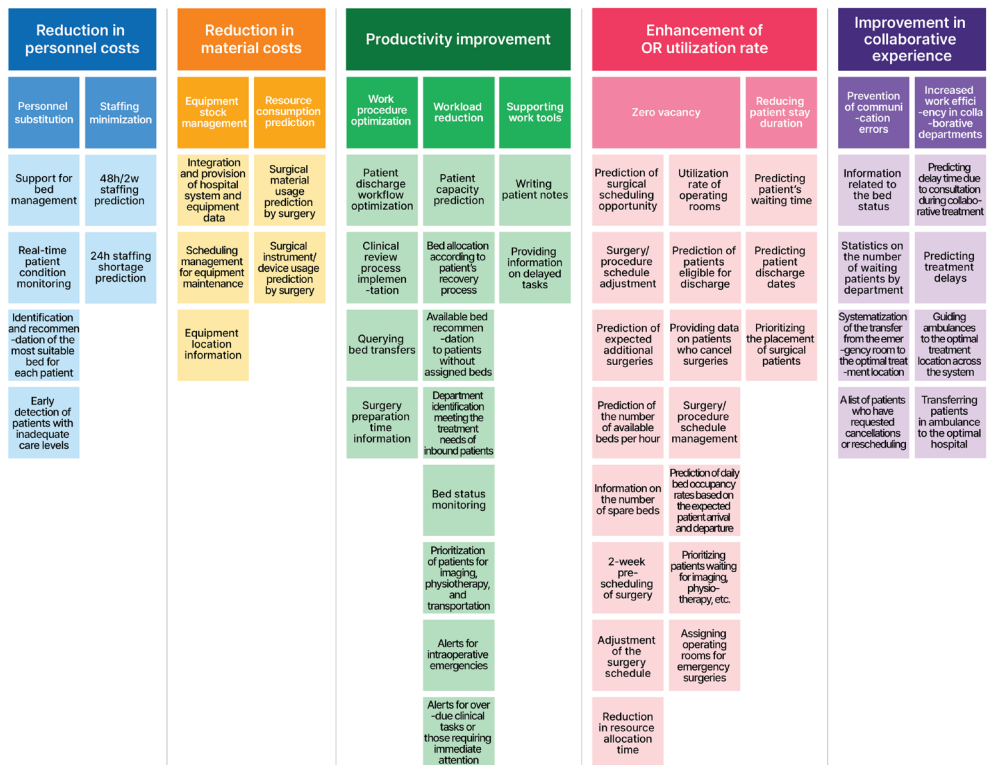 Reduction in
personnel costs
Personnel
substitution
Staffing
minimization
Support for
bed
management
48h/2w
staffing
prediction
Real-time
patient
condition
monitoring
24h staffing
shortage
prediction
Identification
and recommen
-dation of the
most suitable
bed for
each patient
Early
detection of
patients with
inadequate
care levels
Reduction in
material costs
Equipment
stock
management
Resource
consumption
prediction
Integration
and provision
of hospital
system and
equipment
data
Surgical
material
usage
prediction
by surgery
Scheduling
management
for equipment
maintenance
Surgical
instrument/
device usage
prediction
by surgery
Equipment
location
information
Productivity improvement
Work
procedure
optimization
Workload
reduction
Supporting
work tools
Patient
discharge
workflow
optimization
Patient
capacity
prediction
Writing
patient notes
Clinical
review
process
implemen
-tation
Bed allocation
according to
patient's
recovery
process
Providing
information
on delayed
tasks
Querying
bed transfers
Available bed
recommen
-dation
to patients
without
assigned beds
Surgery
preparation
time
information
Department
identification
meeting the
treatment
needs of
inbound patients
Bed status
monitoring
Prioritization
of patients for
imaging,
physiotherapy,
and
transportation
Alerts for
intraoperative
emergencies
Alerts for over
-due clinical
tasks or
those requiring
immediate
attention
Enhancement of
OR utilization rate
Zero vacancy
Reducing
patient stay
duration
Prediction of
surgical
scheduling
opportunity
Utilization
rate of
operating
rooms
Predicting
patient's
waiting time
Surgery/
procedure
schedule
adjustment
Prediction of
patients
eligible for
discharge
Predicting
patient
discharge
dates
Prediction of
expected
additional
surgeries
Providing data
on patients
who cancel
surgeries
Prioritizing
the placement
of surgical
patients
Prediction of
the number
of available
beds per hour
Surgery/
procedure
schedule
management
Information on
the number
of spare beds
Prediction of daily
bed occupancy
rates based on
the expected
patient arrival
and departure
2-week
pre-
scheduling
of surgery
Prioritizing
patients waiting
for imaging,
physio-
therapy, etc.
Adjustment
of the
surgery
schedule
Assigning
operating
rooms for
emergency
surgeries
Reduction
in resource
allocation
time
Improvement in
collaborative
experience
Prevention
of communi
-cation
errors
Increased
work effici
-ency in colla
-borative
departments
Information
related to
the bed
status
Predicting
delay time due
to consultation
during collabo-
rative treatment
Statistics on
the number
of waiting
patients by
department
Predicting
treatment
delays
Systematization
of the transfer
from the emer
-gency room to
the optimal treat
-ment location
Guiding
ambulances
to the optimal
treatment
location across
the system
A list of patients
who have
requested
cancellations
or rescheduling
Transferring
patients
in ambulance
to the optimal
hospital